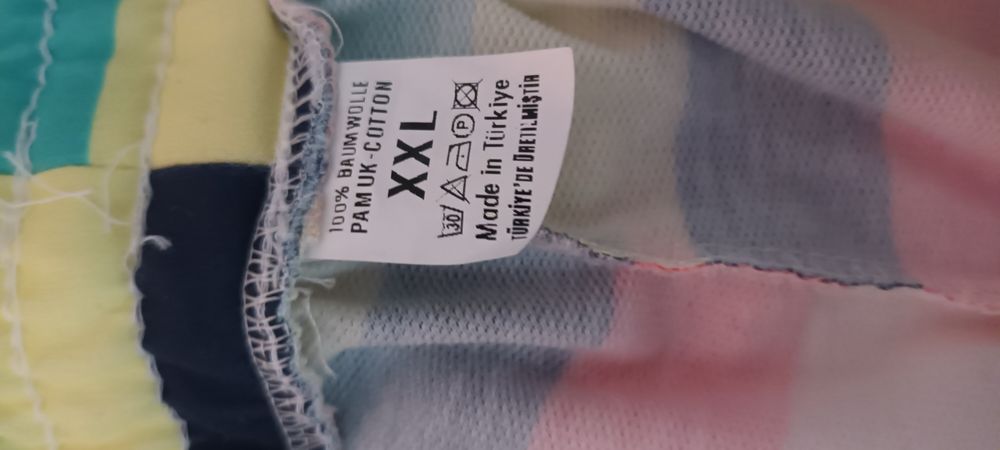 100% BAUMWOLLE
PAMUK-COTTON
XXL
30 P
Made in Türkiye
TÜRKİYE'DE ÜRETİLMİŞTİR